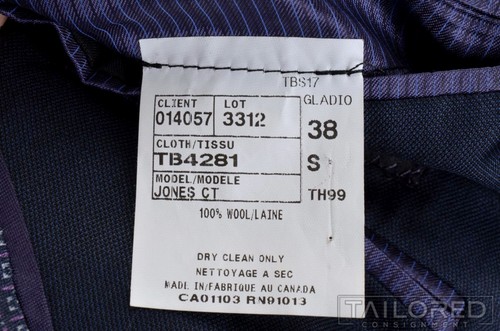 TBS17
CLIENT LOT GLADIO
014057 3312 38
CLOTH/TISSU
TB4281 S
MODEL/MODELE
JONES CT TH99
100% WOOL/LAINE
DRY CLEAN ONLY
NETTOYAGE A SEC
MADE IN/FABRIQUE AU CANADA
CA01103 RN91013
TAILORED
CONSIGNMENT